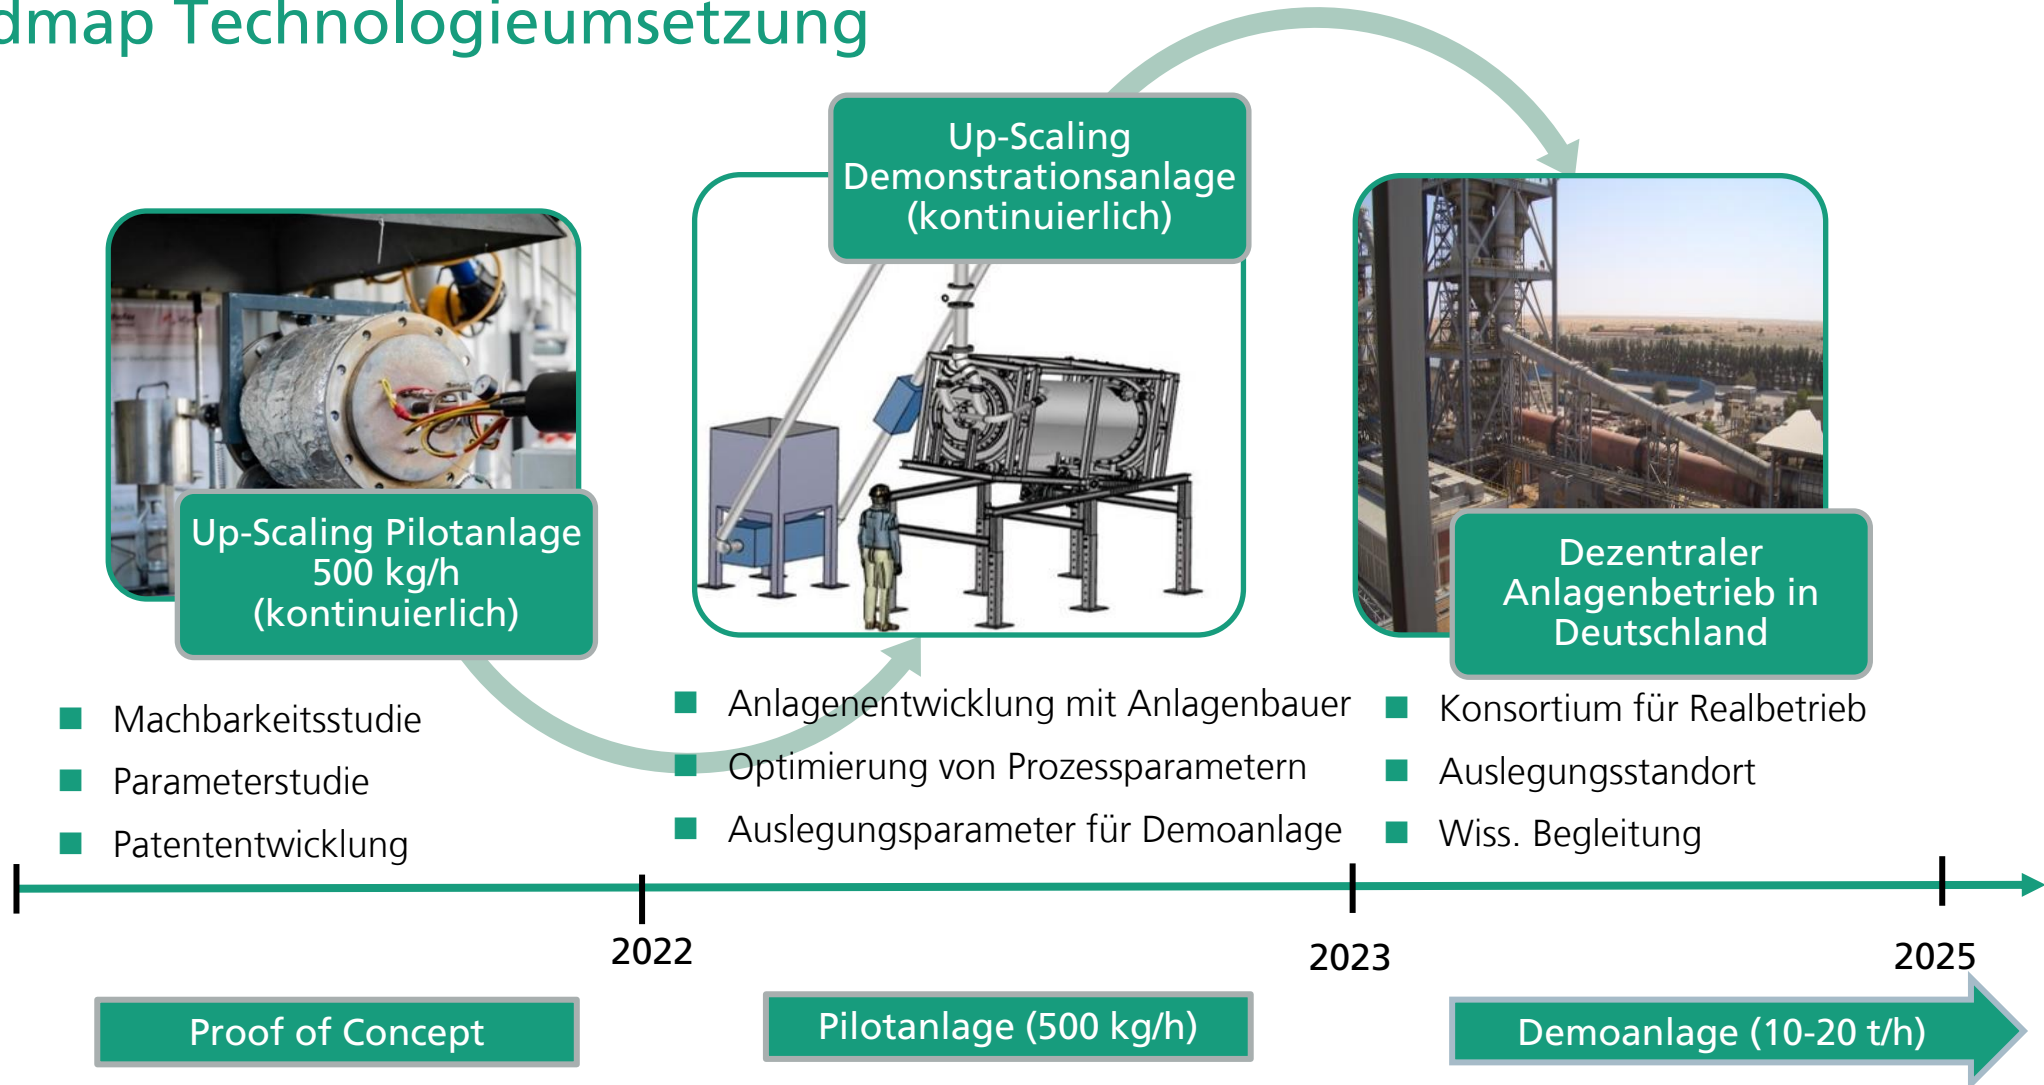 dmap Technologieumsetzung
Up-Scaling Pilotanlage
500 kg/h
(kontinuierlich)
Machbarkeitsstudie
Parameterstudie
Patententwicklung
Up-Scaling
Demonstrationsanlage
(kontinuierlich)
Anlagenentwicklung mit Anlagenbauer
Optimierung von Prozessparametern
Auslegungsparameter für Demoanlage
Dezentraler
Anlagenbetrieb in
Deutschland
Konsortium für Realbetrieb
Auslegungsstandort
Wiss. Begleitung
2022
2023
2025
Proof of Concept
Pilotanlage (500 kg/h)
Demoanlage (10-20 t/h)